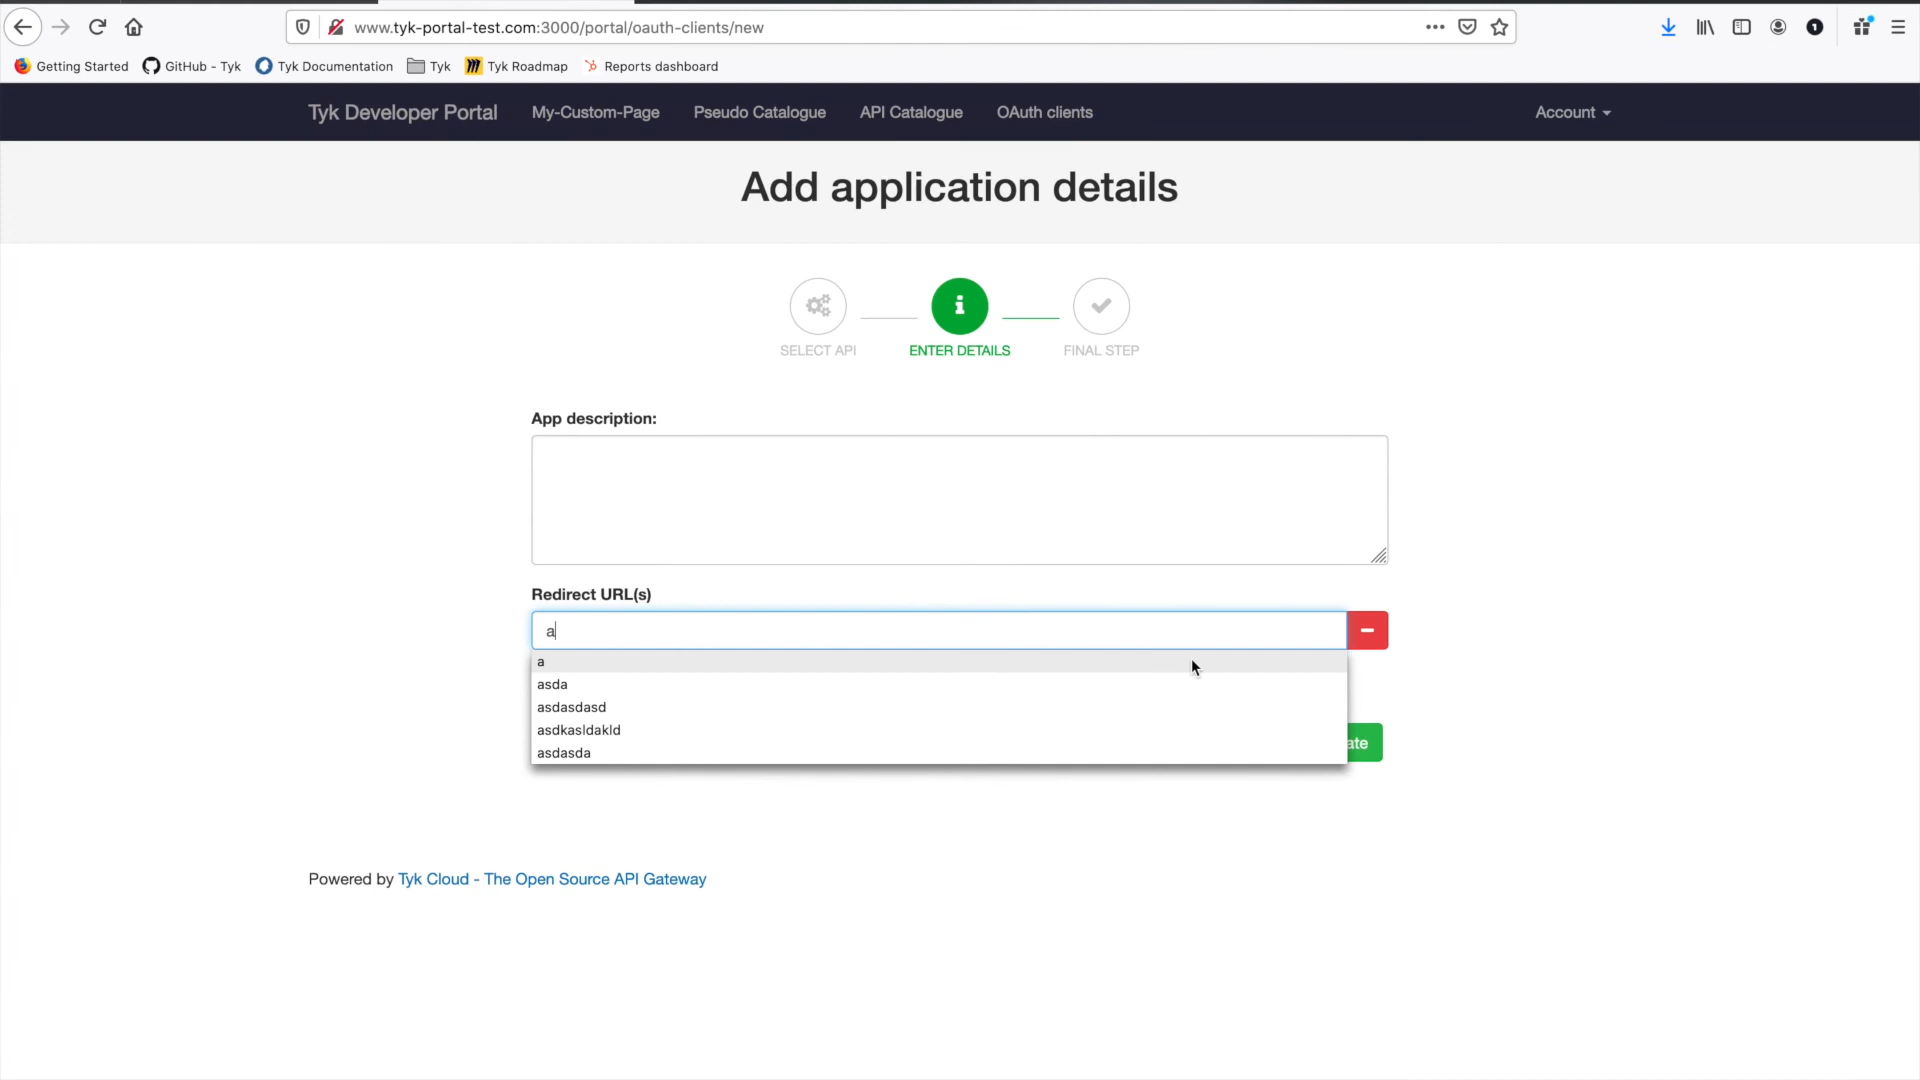 www.tyk-portal-test.com:3000/portal/oauth-clients/new
Getting Started GitHub - Tyk Tyk Documentation Tyk Tyk Roadmap Reports dashboard
Tyk Developer Portal My-Custom-Page Pseudo Catalogue API Catalogue OAuth clients Account
Add application details
SELECT API ENTER DETAILS FINAL STEP
App description:
Redirect URL(s)
a
a
asda
asdasdasd
asdkasldakld
ate
asdasda
Powered by Tyk Cloud - The Open Source API Gateway